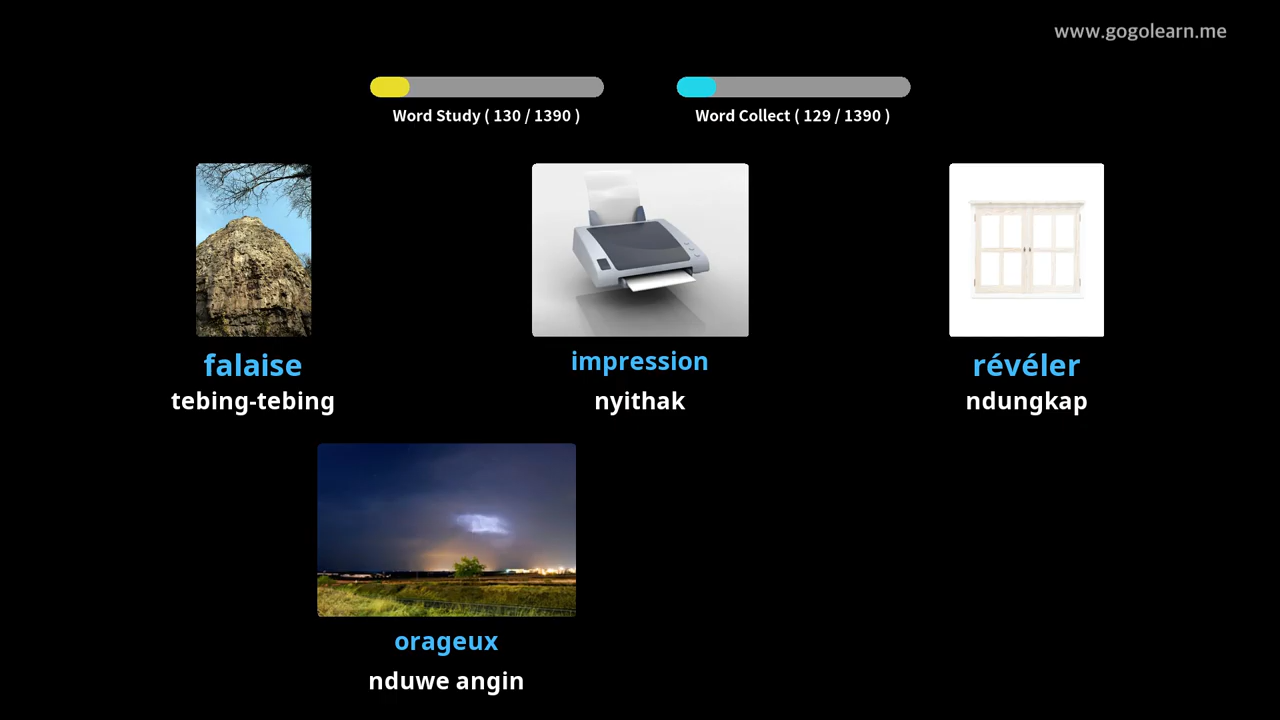 www.gogolearn.me
Word Study ( 130 / 1390 )
Word Collect ( 129 / 1390 )
falaise
tebing-tebing
impression
nyithak
révéler
ndungkap
orageux
nduwe angin